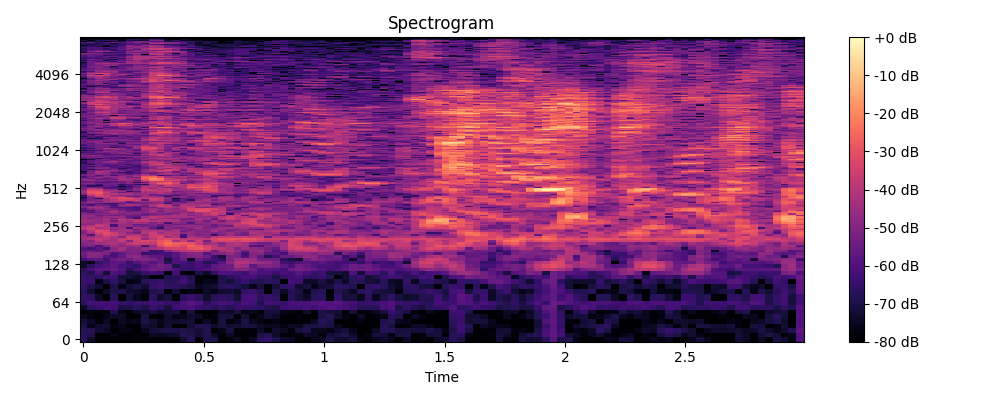 Spectrogram
Hz
4096
2048
1024
512
256
128
64
0
0
0.5
1
1.5
2
2.5
Time
+0 dB
-10 dB
-20 dB
-30 dB
-40 dB
-50 dB
-60 dB
-70 dB
-80 dB